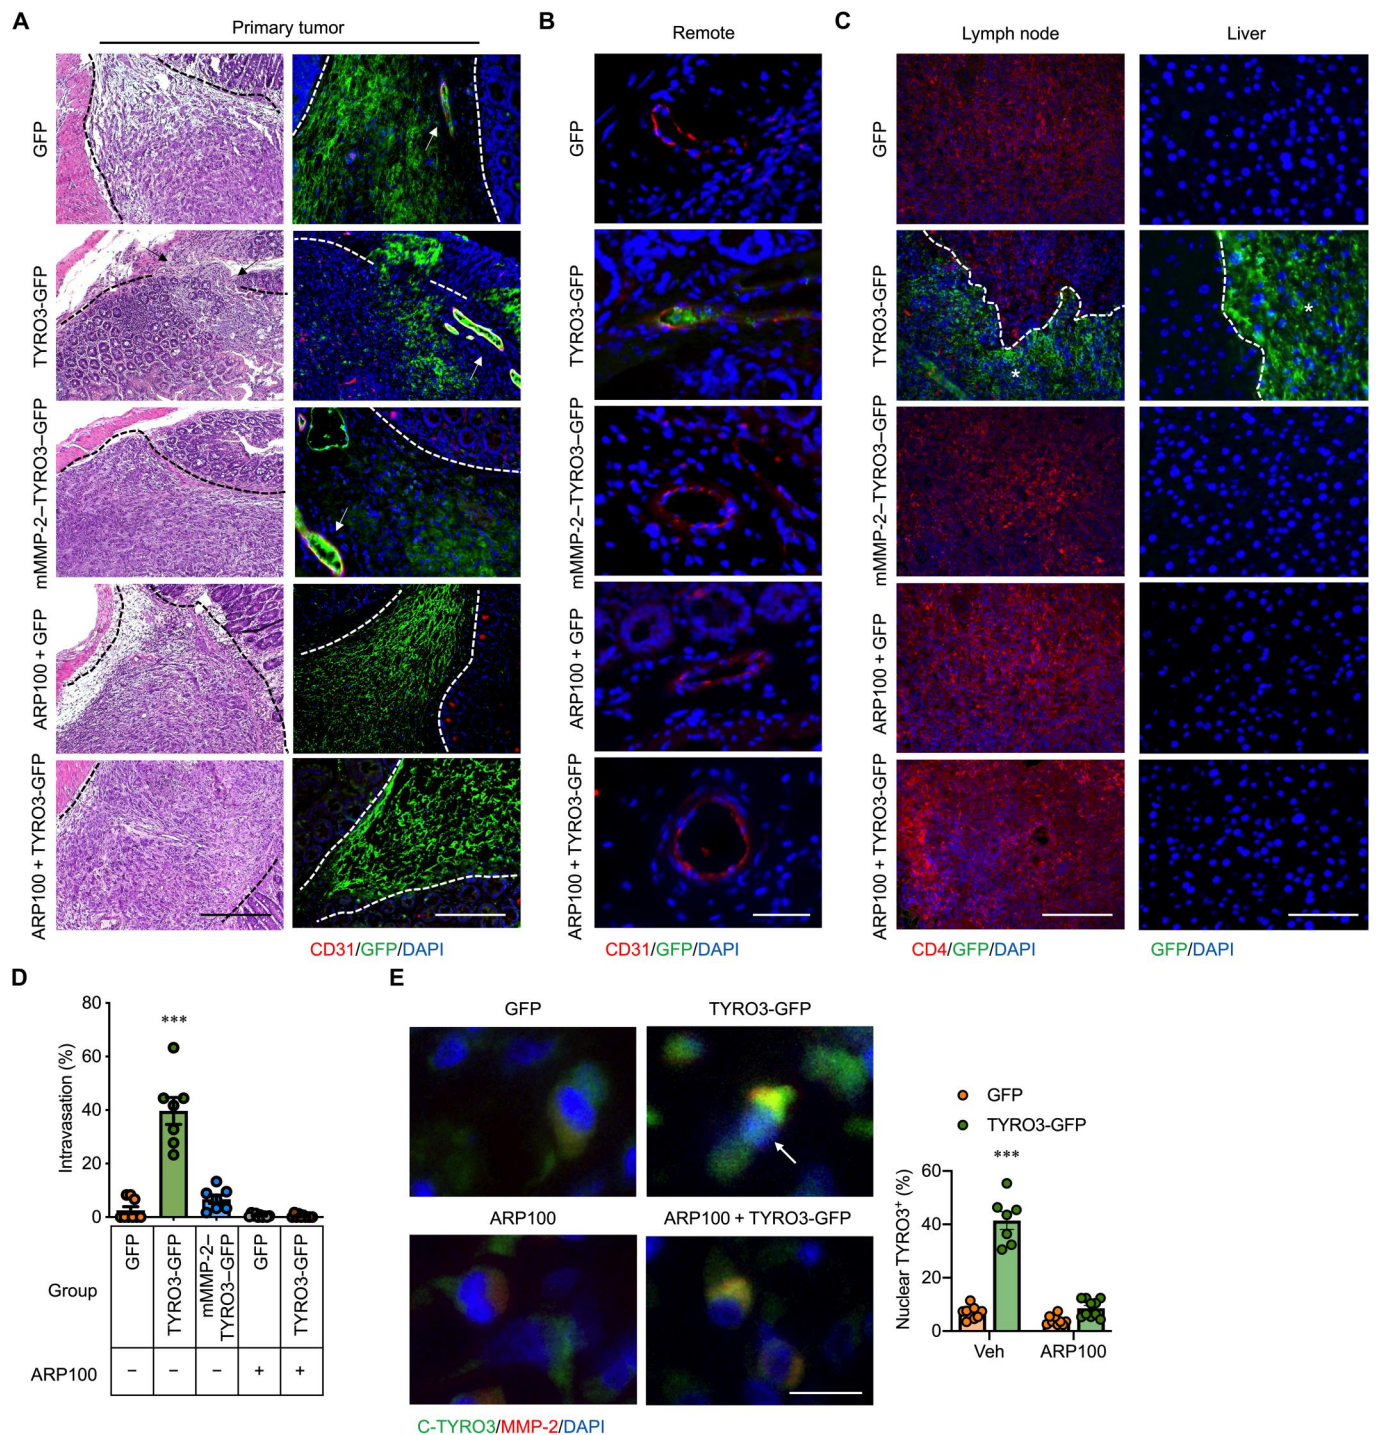 A
Primary tumor
B
Remote
C
Lymph node
Liver
GFP
GFP
GFP
TYRO3-GFP
TYRO3-GFP
TYRO3-GFP
*
*
mMMP-2–TYRO3–GFP
mMMP-2–TYRO3–GFP
mMMP-2–TYRO3–GFP
ARP100 + GFP
ARP100 + GFP
ARP100 + GFP
ARP100 + TYRO3-GFP
ARP100 + TYRO3-GFP
ARP100 + TYRO3-GFP
CD31/GFP/DAPI
CD31/GFP/DAPI
CD4/GFP/DAPI
GFP/DAPI
D
Intravasation (%)
80
60
40
20
0
***
Group
GFP
TYRO3-GFP
mMMP-2–
TYRO3–GFP
GFP
TYRO3-GFP
ARP100
–
–
–
+
+
E
GFP
TYRO3-GFP
ARP100
ARP100 + TYRO3-GFP
C-TYRO3/MMP-2/DAPI
GFP
TYRO3-GFP
***
Nuclear TYRO3+ (%)
60
40
20
0
Veh
ARP100